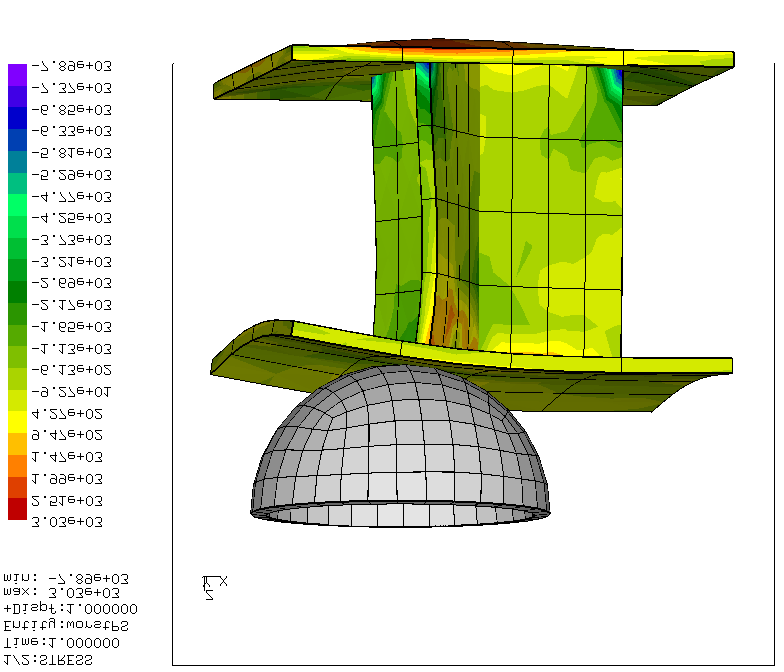 1/2:STRESS
Time:1.000000
Entity:worstPS
+Dispf:1.000000
max: 3.03e+03
min: -7.89e+03
Z
Y X
3.03e+03
2.51e+03
1.99e+03
1.47e+03
9.47e+02
4.27e+02
-9.27e+01
-6.13e+02
-1.13e+03
-1.65e+03
-2.17e+03
-2.69e+03
-3.21e+03
-3.73e+03
-4.25e+03
-4.77e+03
-5.29e+03
-5.81e+03
-6.33e+03
-6.85e+03
-7.37e+03
-7.89e+03